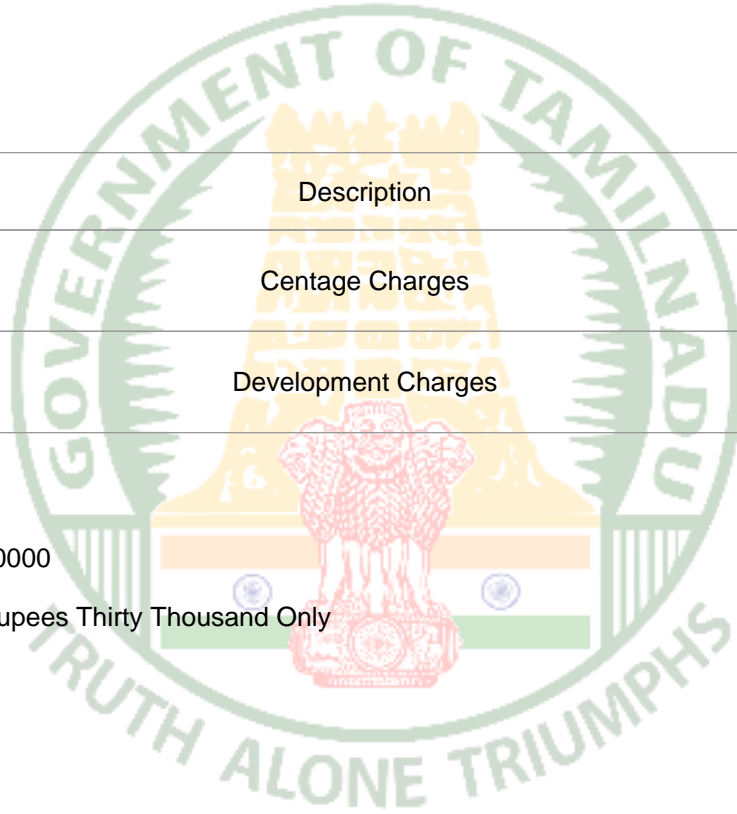 GOVERNMENT OF TAMILNADU
Description
Centage Charges
Development Charges
0000
upees Thirty Thousand Only
TRUTH ALONE TRIUMPHS